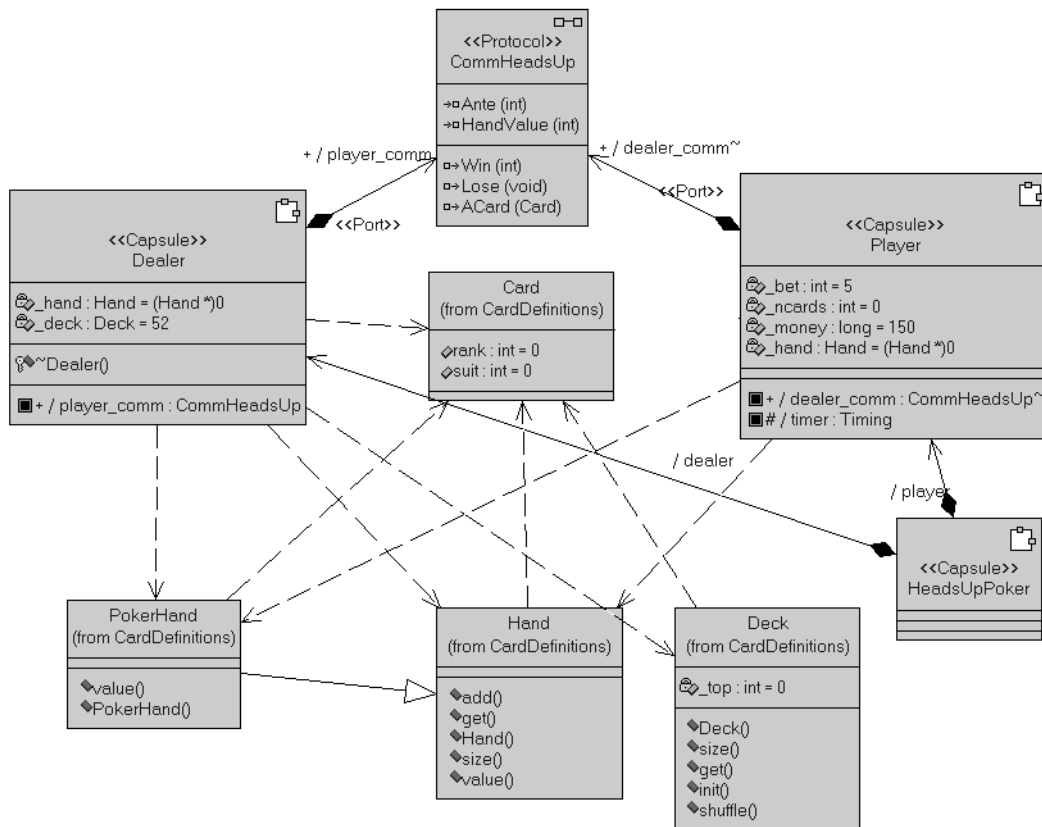 <<Protocol>>
CommHeadsUp
Ante (int)
HandValue (int)
Win (int)
Lose (void)
ACard (Card)
+ / player_comm
+ / dealer_comm~
<<Port>>
<<Port>>
<<Capsule>>
Dealer
_hand : Hand = (Hand *)0
_deck : Deck = 52
~Dealer()
+ / player_comm : CommHeadsUp
Card
(from CardDefinitions)
rank : int = 0
suit : int = 0
<<Capsule>>
Player
_bet : int = 5
_ncards : int = 0
_money : long = 150
_hand : Hand = (Hand *)0
+ / dealer_comm : CommHeadsUp~
# / timer : Timing
/ dealer
/ player
<<Capsule>>
HeadsUpPoker
PokerHand
(from CardDefinitions)
value()
PokerHand()
Hand
(from CardDefinitions)
add()
get()
Hand()
size()
value()
Deck
(from CardDefinitions)
_top : int = 0
Deck()
size()
get()
init()
shuffle()